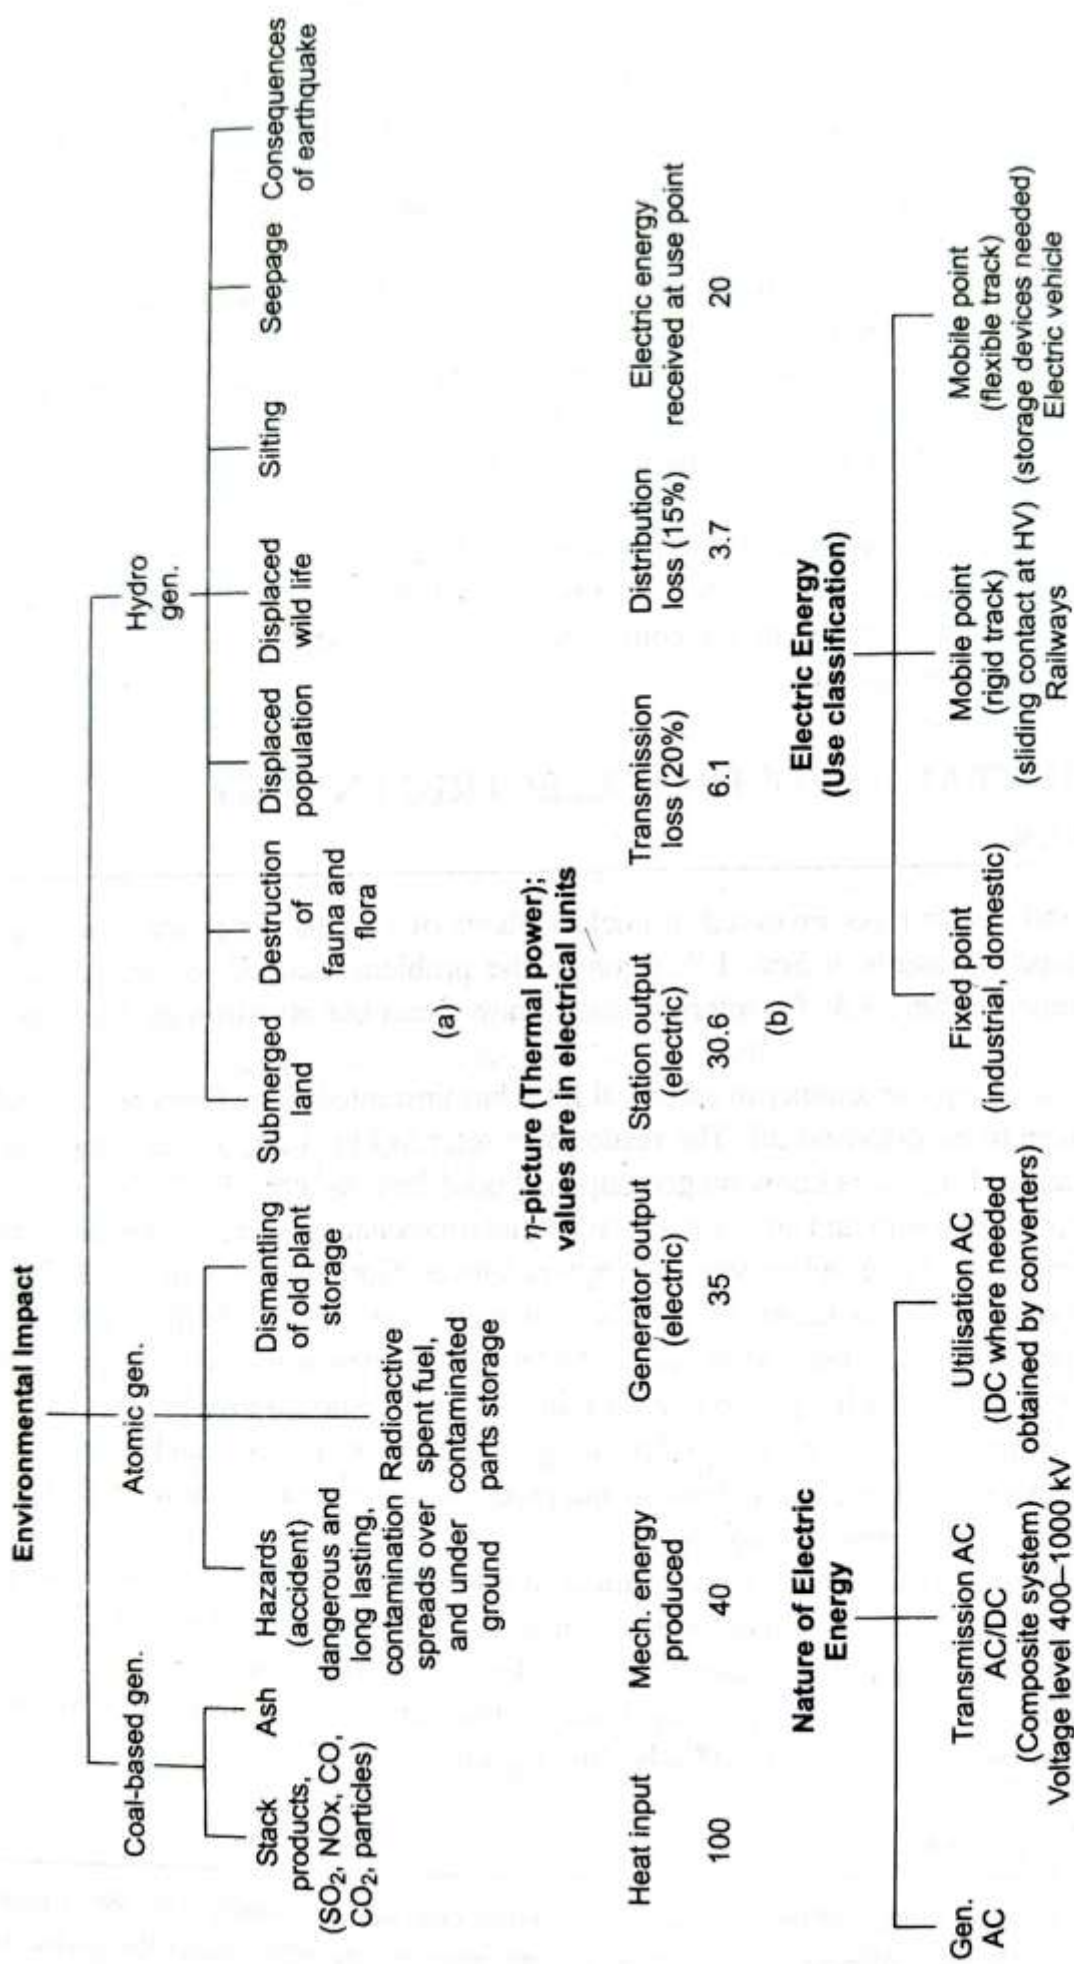 Environmental Impact
Coal-based gen.
Atomic gen.
Hydro
gen.
Stack
products,
(SO2, NOx, CO,
CO2, particles)
Ash
Hazards
(accident)
dangerous and
long lasting,
contamination
spreads over
and under
ground
Radioactive
spent fuel,
contaminated
parts storage
Dismantling
of old plant
storage
Submerged
land
Destruction
of
fauna and
flora
Displaced
population
Displaced
wild life
Silting
Seepage
Consequences
of earthquake
(a)
η-picture (Thermal power);
values are in electrical units
Heat input
100
Mech. energy
produced
40
Generator output
(electric)
35
Station output
(electric)
30.6
Transmission
loss (20%)
6.1
Distribution
loss (15%)
3.7
Electric energy
received at use point
20
(b)
Nature of Electric
Energy
Gen.
AC
Transmission AC
AC/DC
(Composite system)
Voltage level 400–1000 kV
Utilisation AC
(DC where needed
obtained by converters)
Electric Energy
(Use classification)
Fixed point
(industrial, domestic)
Mobile point
(rigid track)
(sliding contact at HV)
Railways
Mobile point
(flexible track)
(storage devices needed)
Electric vehicle